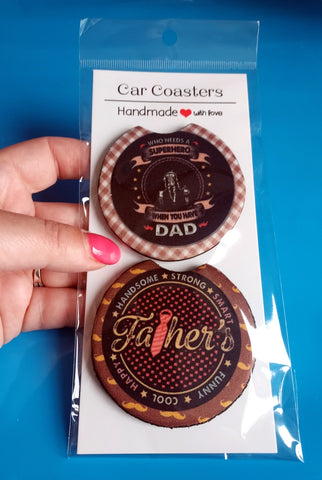 Car Coasters
Handmade ❤ with love
WHO NEEDS A
SUPERHERO
WHEN YOU HAVE
DAD
HANDSOME ★ STRONG ★ SMART
Father's
HAPPY ★ COOL ★ FUNNY